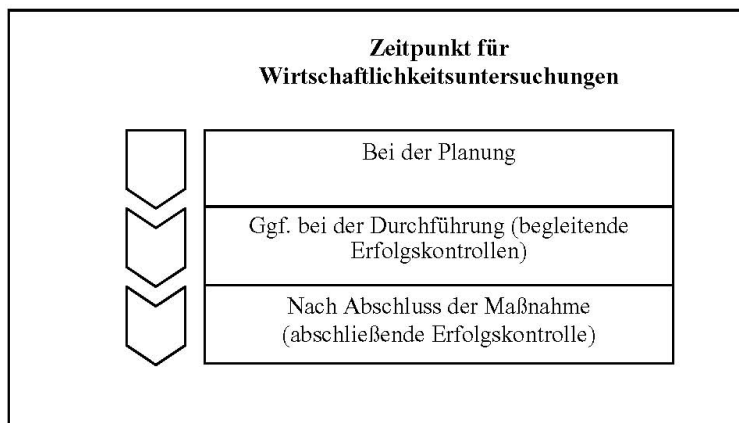 Zeitpunkt für
Wirtschaftlichkeitsuntersuchungen
Bei der Planung
Ggf. bei der Durchführung (begleitende
Erfolgskontrollen)
Nach Abschluss der Maßnahme
(abschließende Erfolgskontrolle)